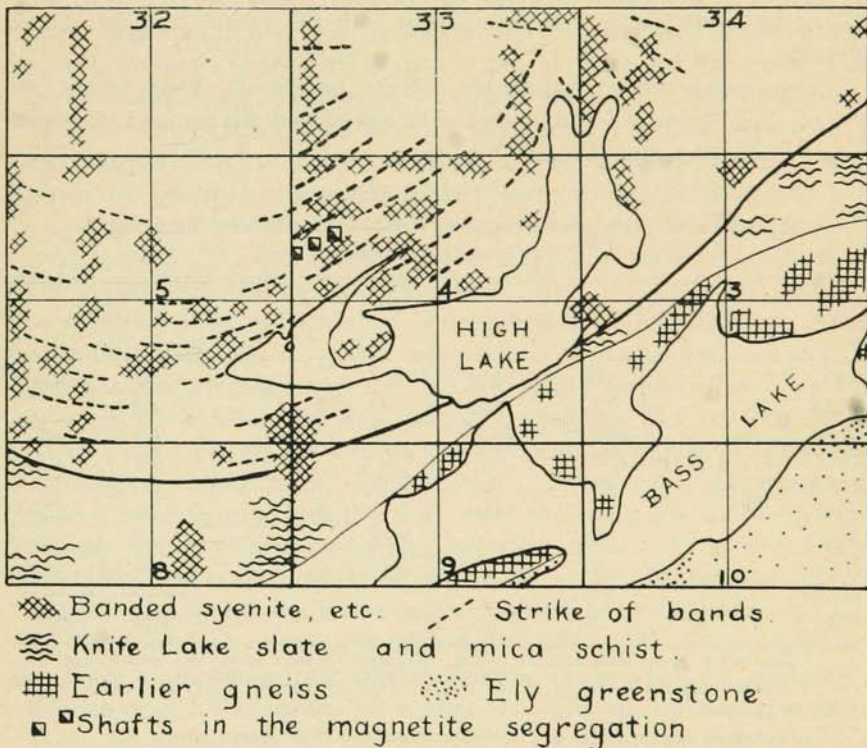 32 33 34
5 4 3
HIGH
LAKE
BASS LAKE
8 9 10
Banded syenite, etc. Strike of bands.
Knife Lake slate and mica schist.
Earlier gneiss Ely greenstone
Shafts in the magnetite segregation